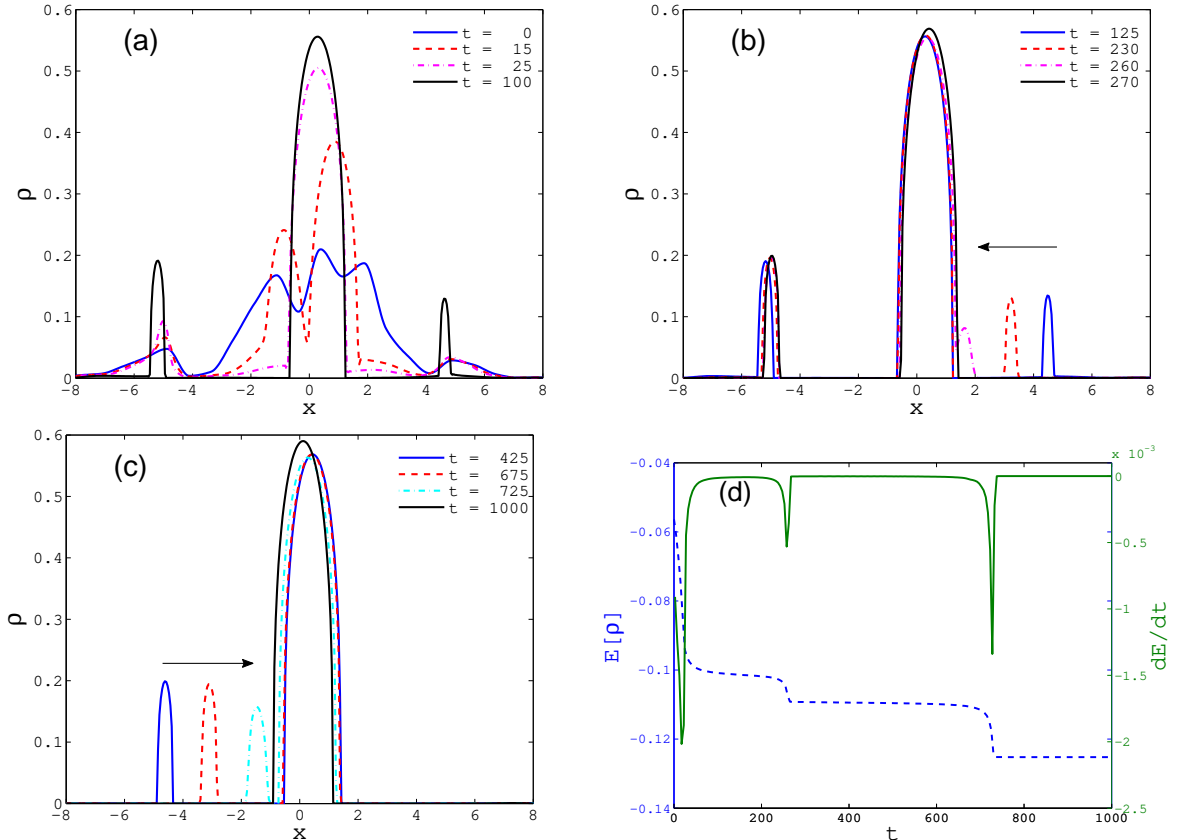 (a)
t = 0
t = 15
t = 25
t = 100
0.6
0.5
0.4
0.3
0.2
0.1
0
ρ
−8 −6 −4 −2 0 2 4 6 8
x
(b)
t = 125
t = 230
t = 260
t = 270
0.6
0.5
0.4
0.3
0.2
0.1
0
ρ
−8 −6 −4 −2 0 2 4 6 8
x
(c)
t = 425
t = 675
t = 725
t = 1000
0.6
0.5
0.4
0.3
0.2
0.1
0
ρ
−8 −6 −4 −2 0 2 4 6 8
x
(d)
x 10⁻³
−0.04
−0.06
−0.08
−0.1
−0.12
−0.14
E[ρ]
0
−0.5
−1
−1.5
−2
−2.5
dE/dt
0 200 400 600 800 1000
t